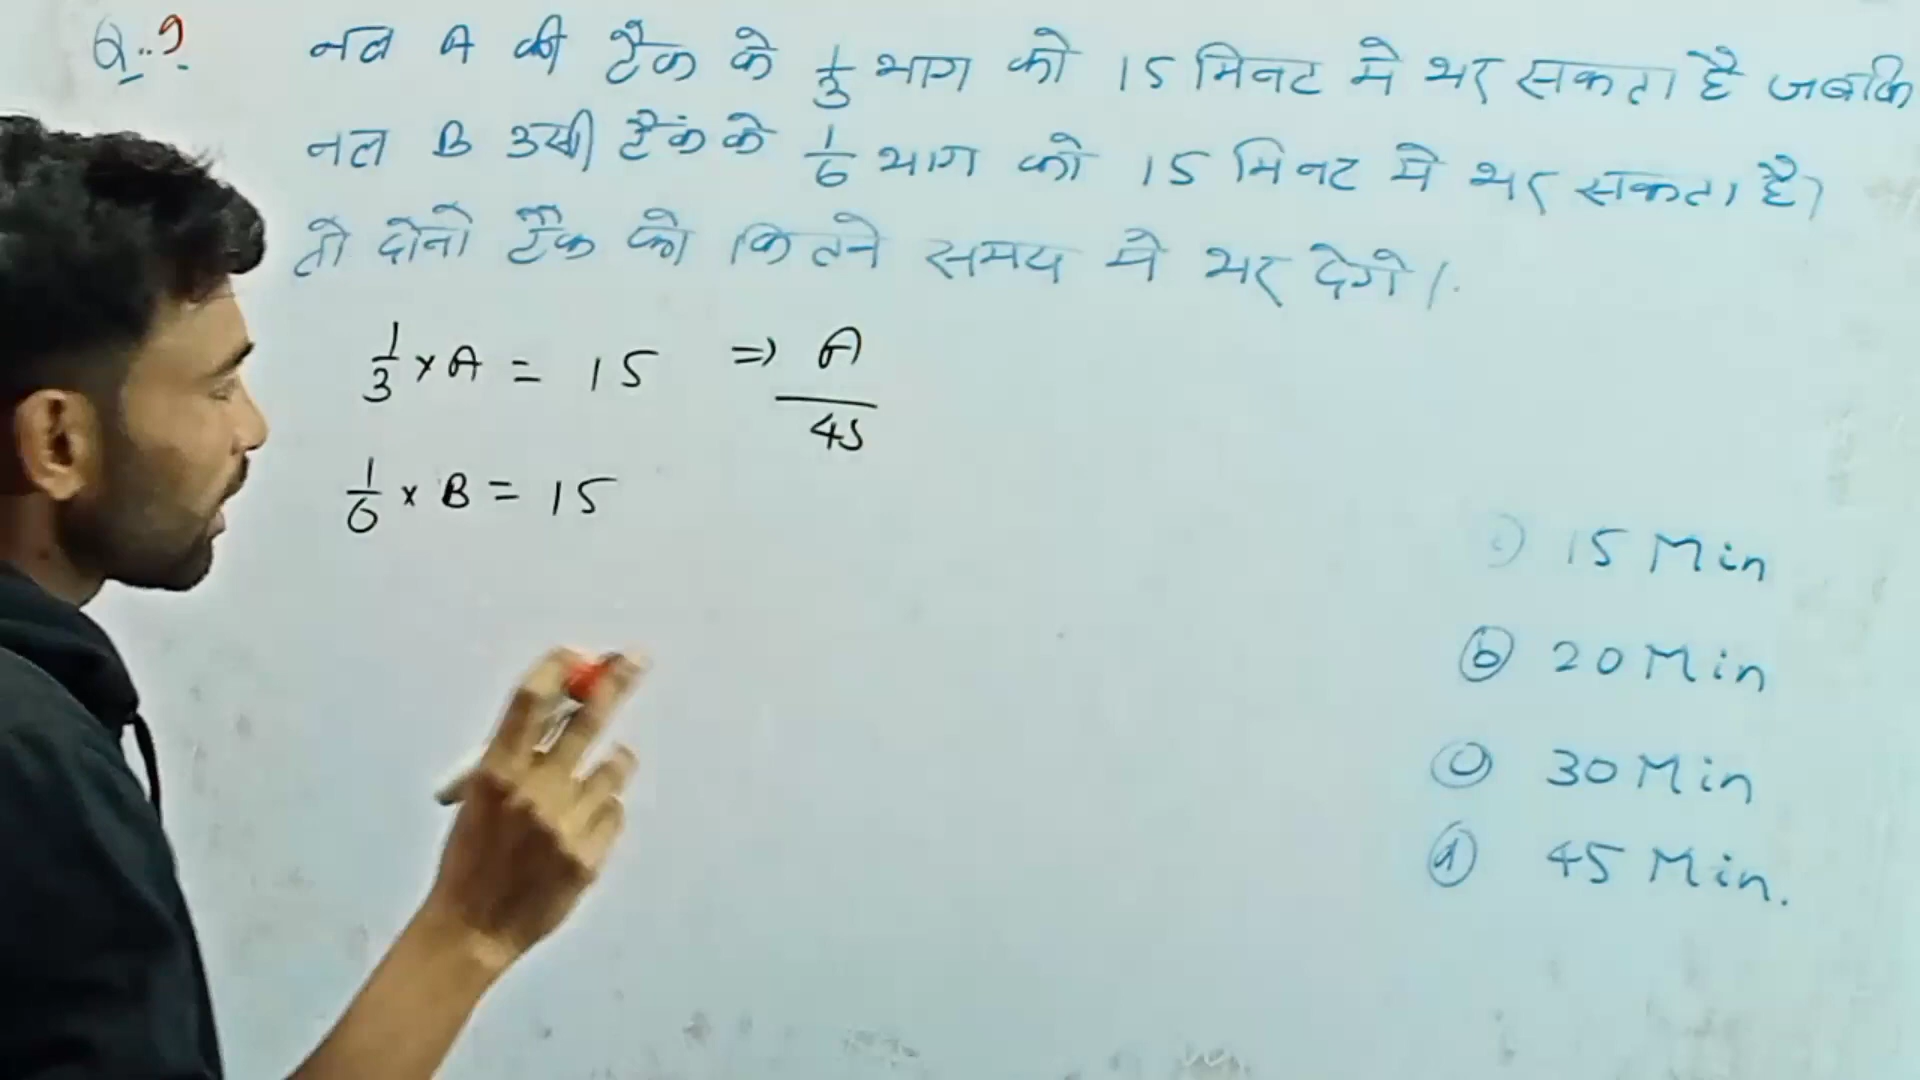 Q..9 नल A की टैंक के 1/3 भाग को 15 मिनट मे भर सकता है जबकि
नल B उसी टैंक के 1/6 भाग को 15 मिनट मे भर सकता है।
तो दोनो टैंक को कितने समय मे भर देगे।.
1/3 × A = 15 ⇒ A/45
1/6 × B = 15
15 Min
ⓑ 20 Min
ⓒ 30 Min
ⓓ 45 Min.